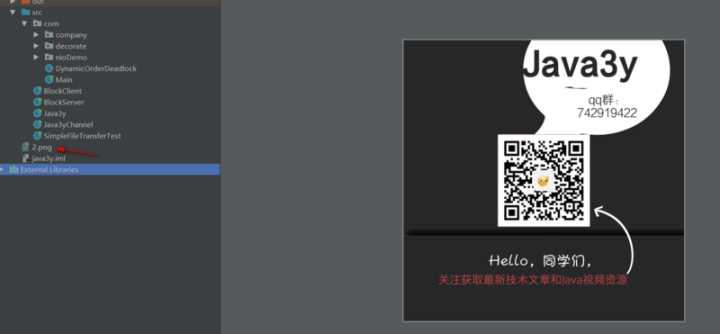 out
src
com
company
decorate
nioDemo
DynamicOrderDeadlock
Main
BlockClient
BlockServer
Java3y
Java3yChannel
SimpleFileTransferTest
2.png
java3y.iml
External Libraries
Java3y
qq群：
742919422
Hello，同学们，
关注获取最新技术文章和Java视频资源